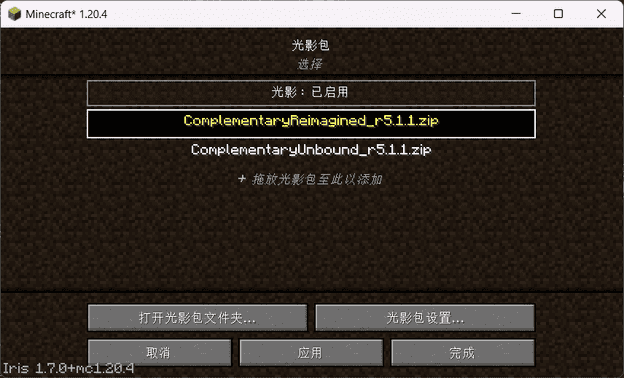 Minecraft* 1.20.4
光影包
选择
光影：已启用
ComplementaryReimagined_r5.1.1.zip
ComplementaryUnbound_r5.1.1.zip
+ 拖放光影包至此以添加
打开光影包文件夹...
光影包设置...
取消
应用
完成
Iris 1.7.0+mc1.20.4